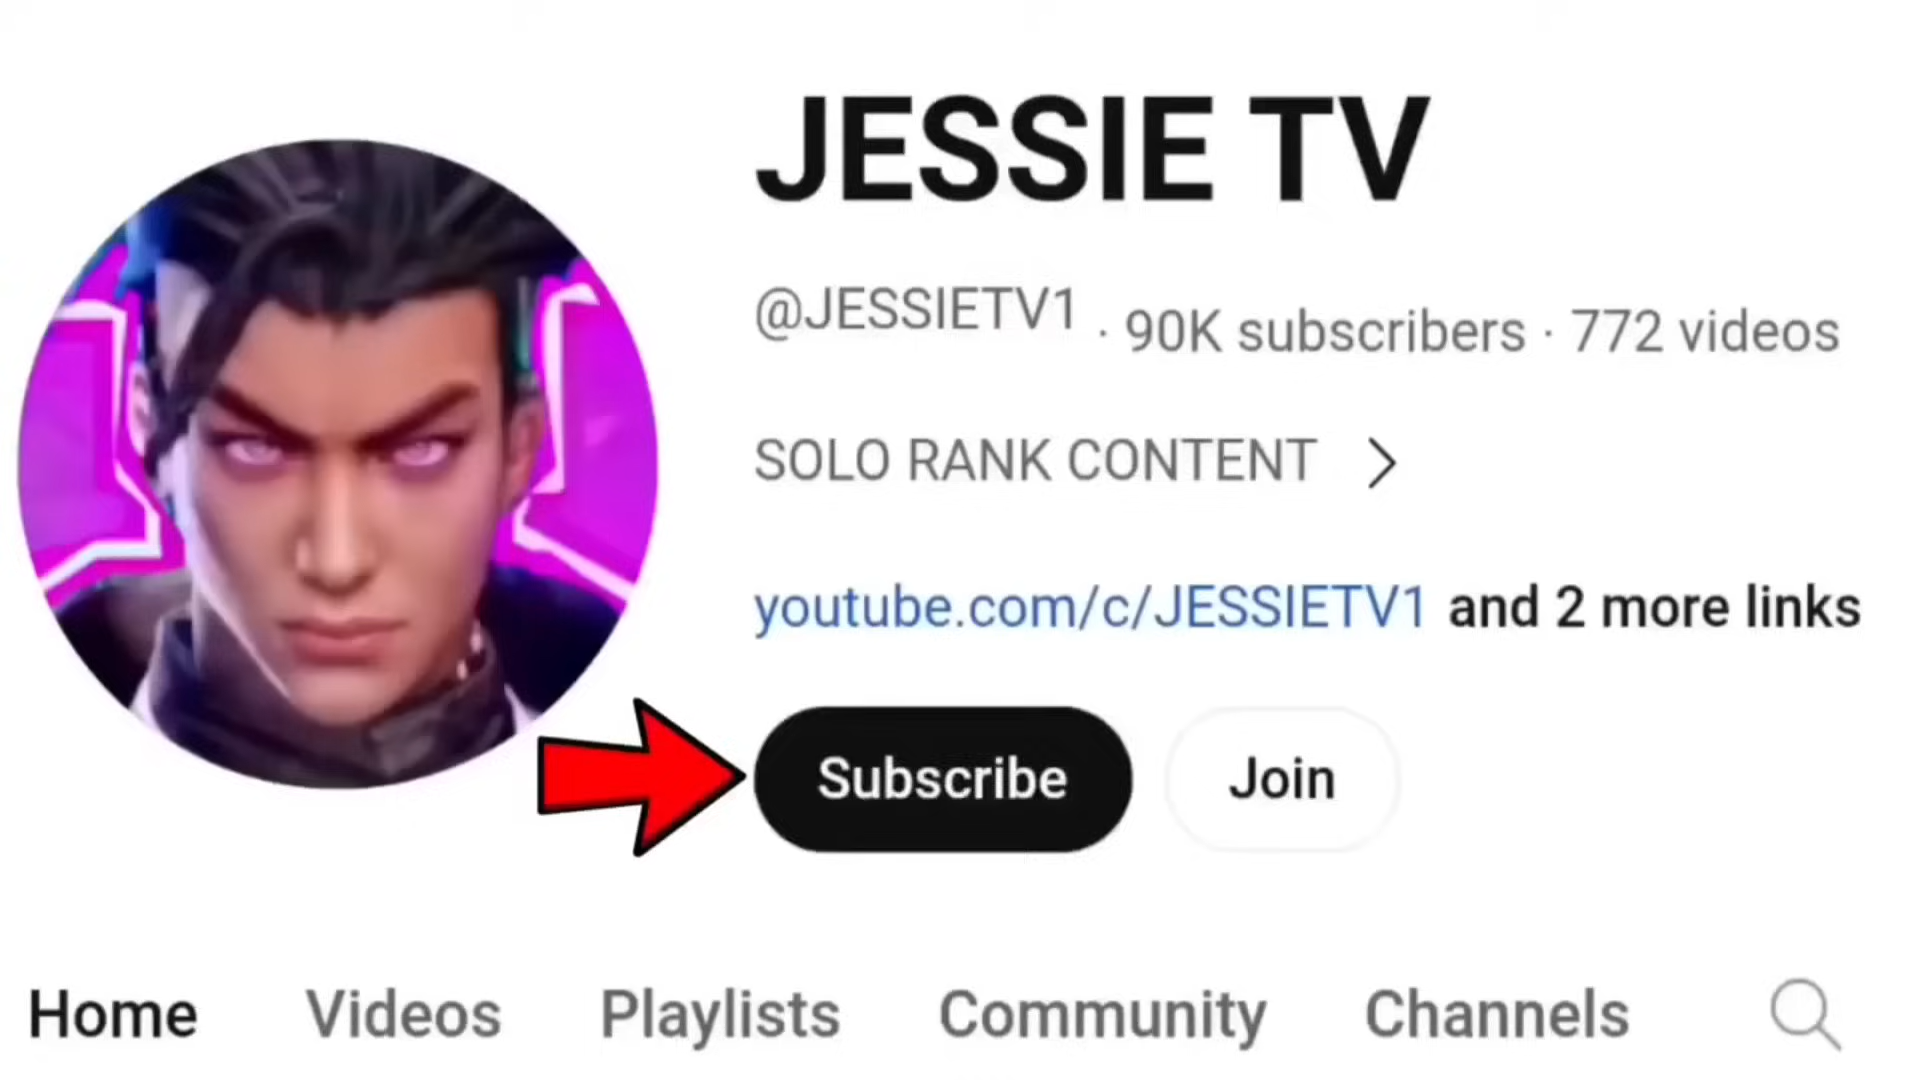 JESSIE TV
@JESSIETV1 · 90K subscribers · 772 videos
SOLO RANK CONTENT
youtube.com/c/JESSIETV1 and 2 more links
Subscribe Join
Home Videos Playlists Community Channels